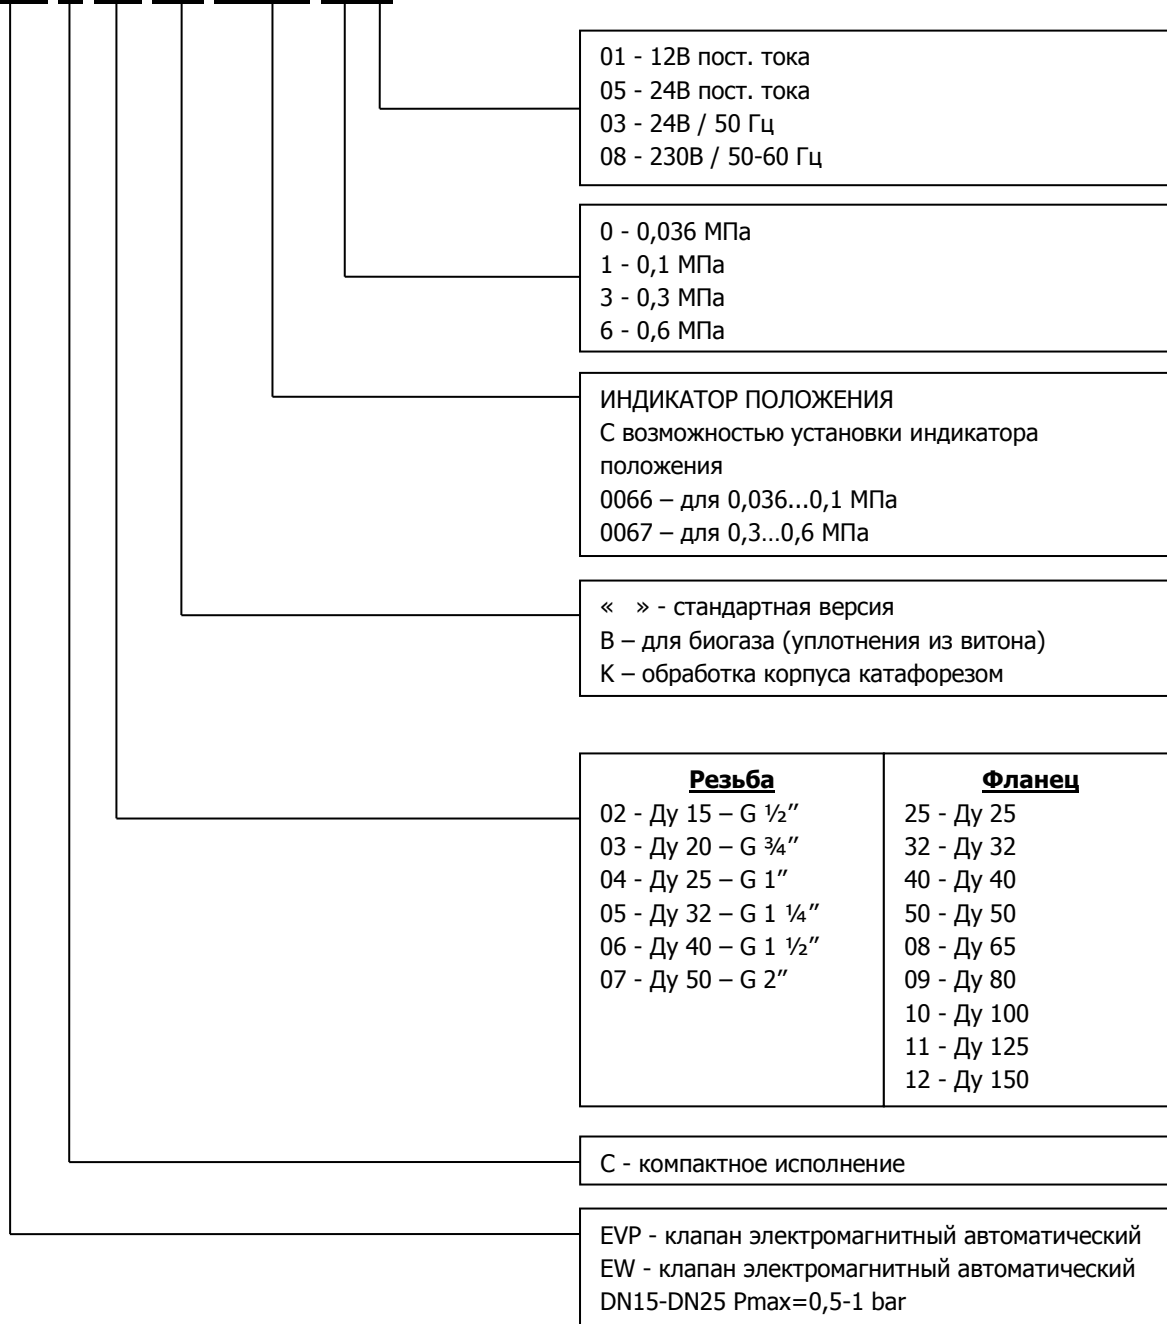 01 - 12В пост. тока
05 - 24В пост. тока
03 - 24В / 50 Гц
08 - 230В / 50-60 Гц
0 - 0,036 МПа
1 - 0,1 МПа
3 - 0,3 МПа
6 - 0,6 МПа
ИНДИКАТОР ПОЛОЖЕНИЯ
С возможностью установки индикатора
положения
0066 – для 0,036...0,1 МПа
0067 – для 0,3…0,6 МПа
« » - стандартная версия
В – для биогаза (уплотнения из витона)
К – обработка корпуса катафорезом
Резьба
02 - Ду 15 – G ½″
03 - Ду 20 – G ¾″
04 - Ду 25 – G 1″
05 - Ду 32 – G 1 ¼″
06 - Ду 40 – G 1 ½″
07 - Ду 50 – G 2″
Фланец
25 - Ду 25
32 - Ду 32
40 - Ду 40
50 - Ду 50
08 - Ду 65
09 - Ду 80
10 - Ду 100
11 - Ду 125
12 - Ду 150
С - компактное исполнение
EVP - клапан электромагнитный автоматический
EW - клапан электромагнитный автоматический
DN15-DN25 Pmax=0,5-1 bar